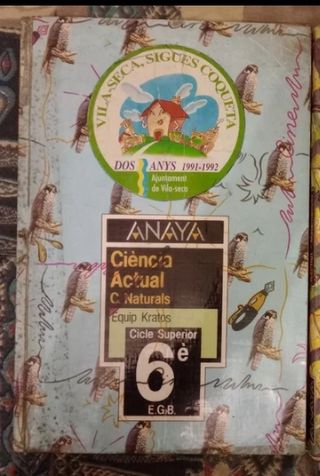 VILA-SECA, SIGUES COQUETA
DOS ANYS 1991-1992
Ajuntament
de Vila-seca
ANAYA
Ciència
Actual
C. Naturals
Equip Kratos
Cicle Superior
6è
E.G.B.